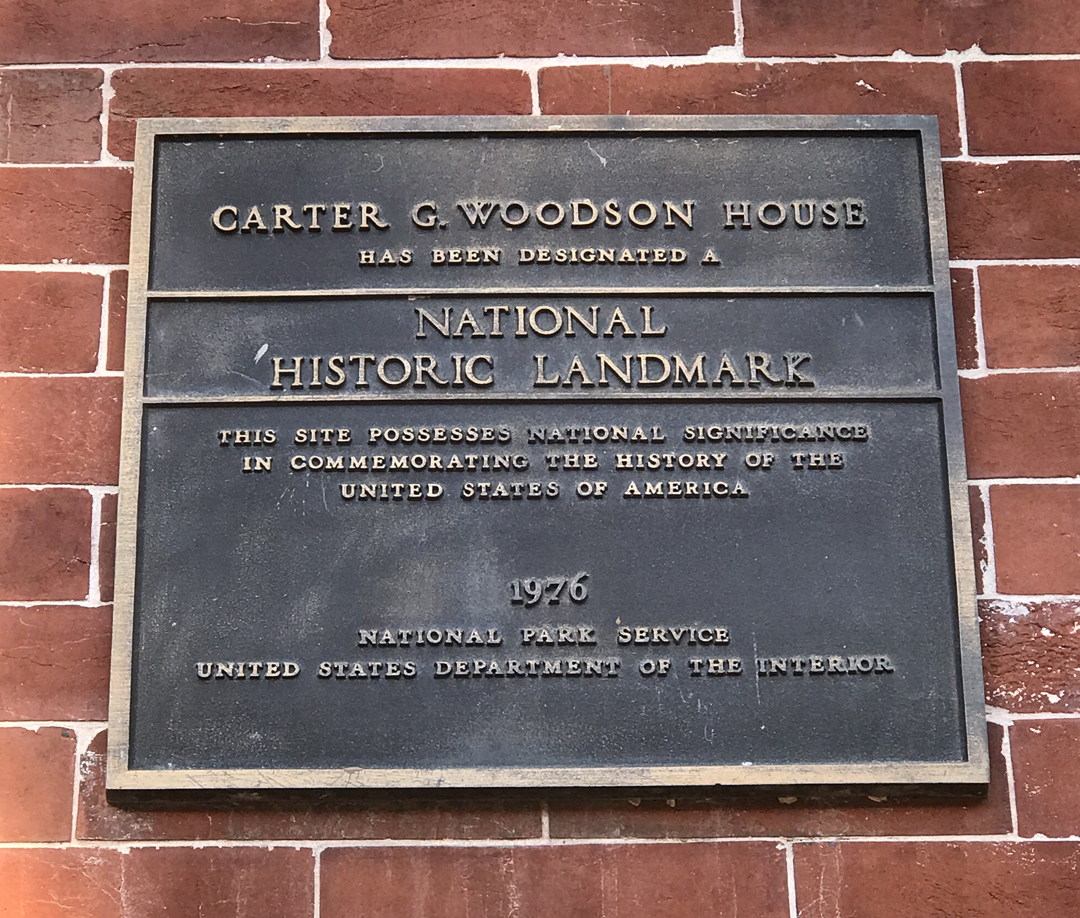 CARTER G. WOODSON HOUSE
HAS BEEN DESIGNATED A
NATIONAL
HISTORIC LANDMARK
THIS SITE POSSESSES NATIONAL SIGNIFICANCE
IN COMMEMORATING THE HISTORY OF THE
UNITED STATES OF AMERICA
1976
NATIONAL PARK SERVICE
UNITED STATES DEPARTMENT OF THE INTERIOR